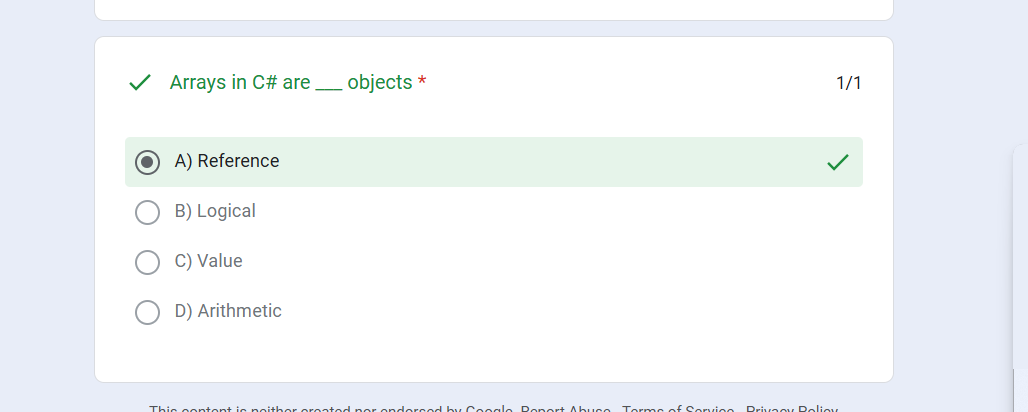 Arrays in C# are ___ objects *
1/1
A) Reference
B) Logical
C) Value
D) Arithmetic
This content is neither created nor endorsed by Google. Report Abuse - Terms of Service - Privacy Policy